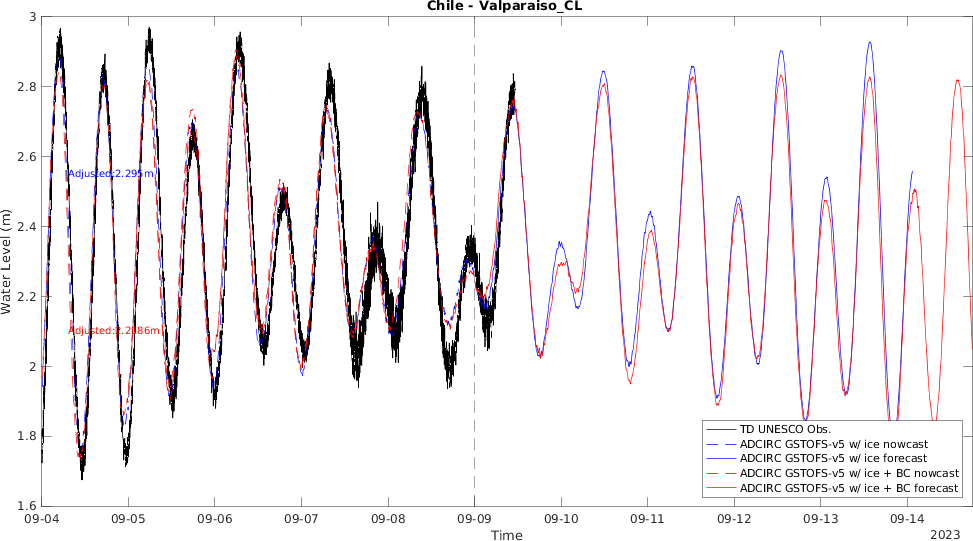 Chile - Valparaiso_CL
3
2.8
2.6
2.4
2.2
2
1.8
1.6
Water Level (m)
Adjusted:2.295m
TD UNESCO Obs.
ADCIRC GSTOFS-v5 w/ ice nowcast
ADCIRC GSTOFS-v5 w/ ice forecast
ADCIRC GSTOFS-v5 w/ ice + BC nowcast
ADCIRC GSTOFS-v5 w/ ice + BC forecast
09-04 09-05 09-06 09-07 09-08 09-09 09-10 09-11 09-12 09-13 09-14
Time
2023